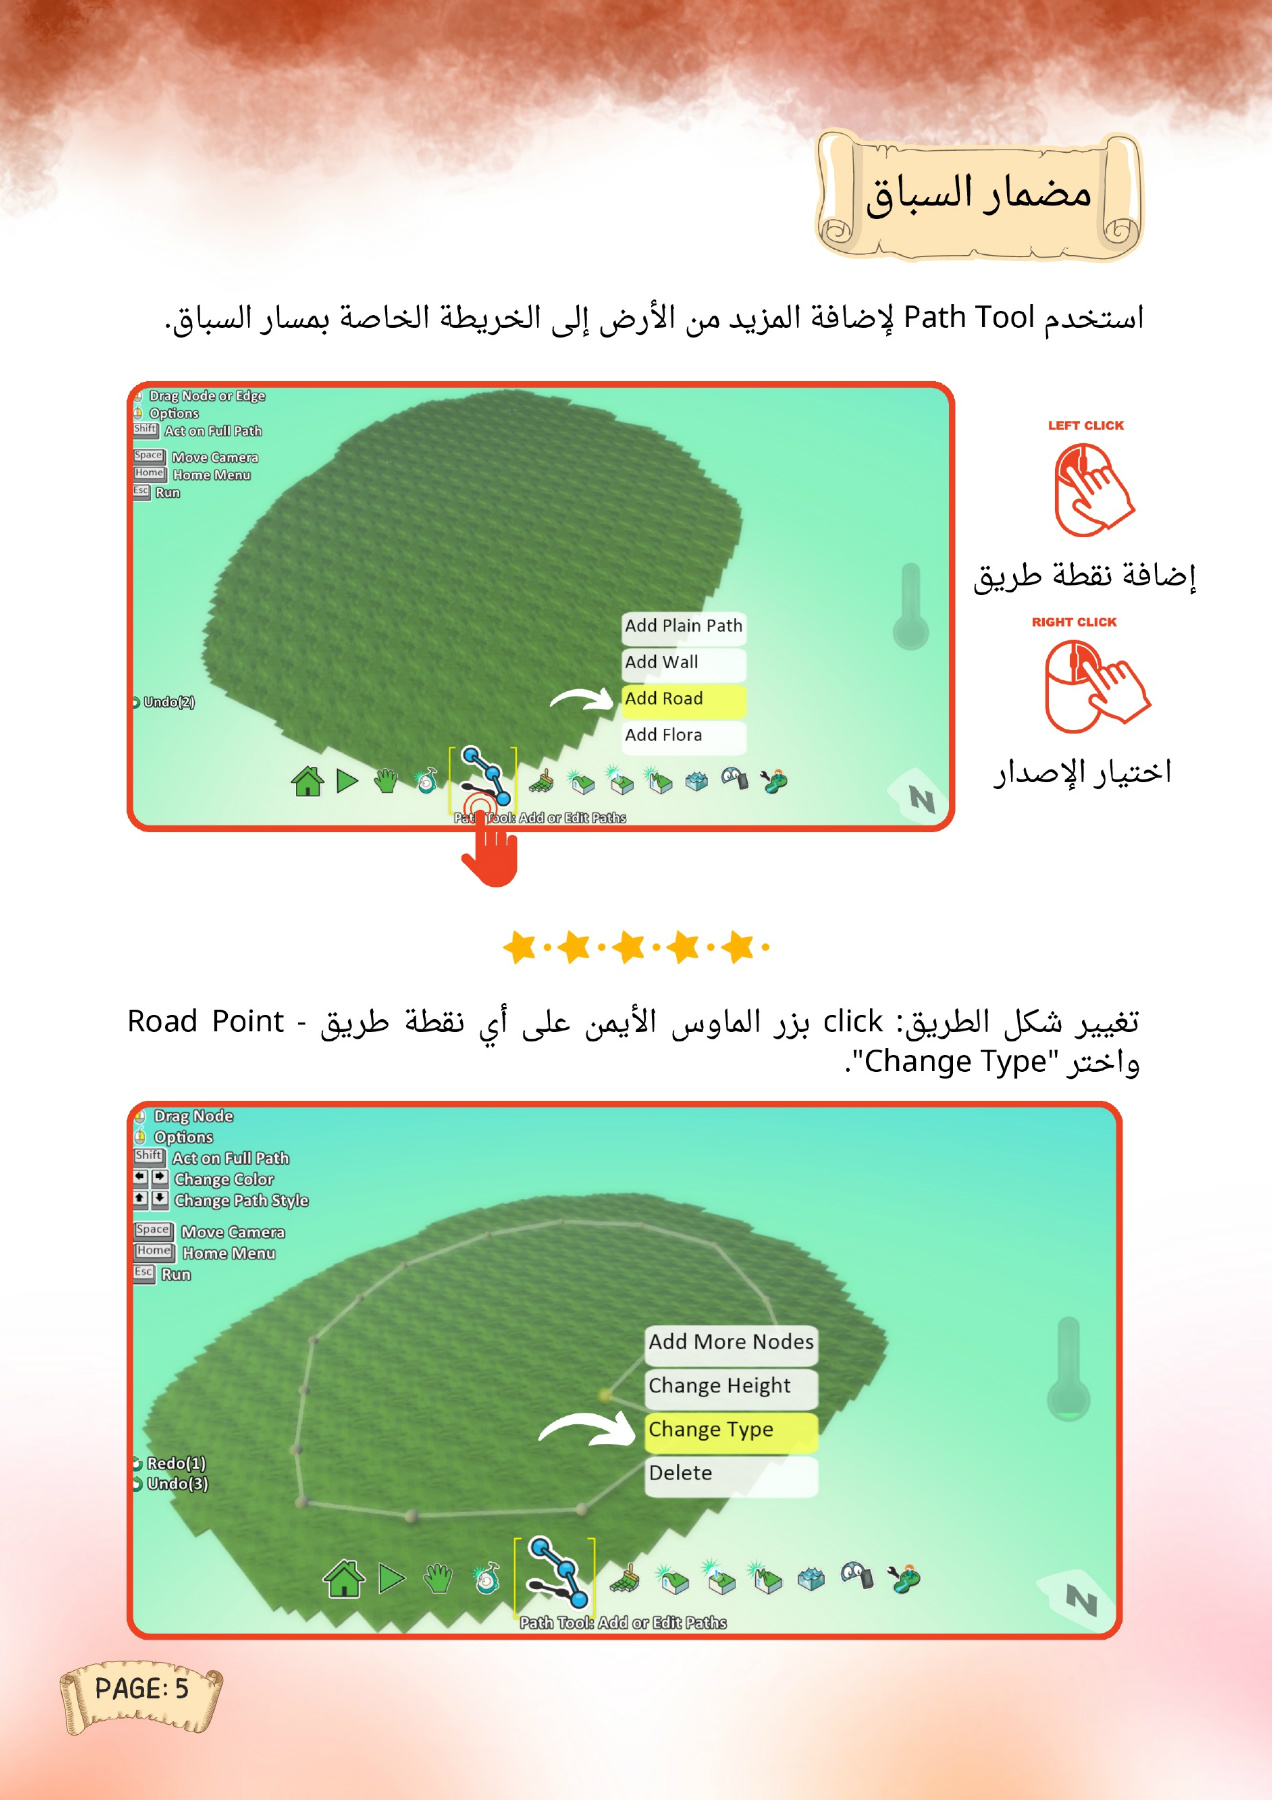 مضمار السباق
استخدم Path Tool لإضافة المزيد من الأرض إلى الخريطة الخاصة بمسار السباق.
Drag Node or Edge
Options
Shift Act on Full Path
Space Move Camera
Home Home Menu
Esc Run
Undo(2)
Add Plain Path
Add Wall
Add Road
Add Flora
Path Tool: Add or Edit Paths
N
LEFT CLICK
إضافة نقطة طريق
RIGHT CLICK
اختيار الإصدار
تغيير شكل الطريق: click بزر الماوس الأيمن على أي نقطة طريق - Road Point
واختر "Change Type".
Drag Node
Options
Shift Act on Full Path
Change Color
Change Path Style
Space Move Camera
Home Home Menu
Esc Run
Redo(1)
Undo(3)
Add More Nodes
Change Height
Change Type
Delete
Path Tool: Add or Edit Paths
N
PAGE: 5